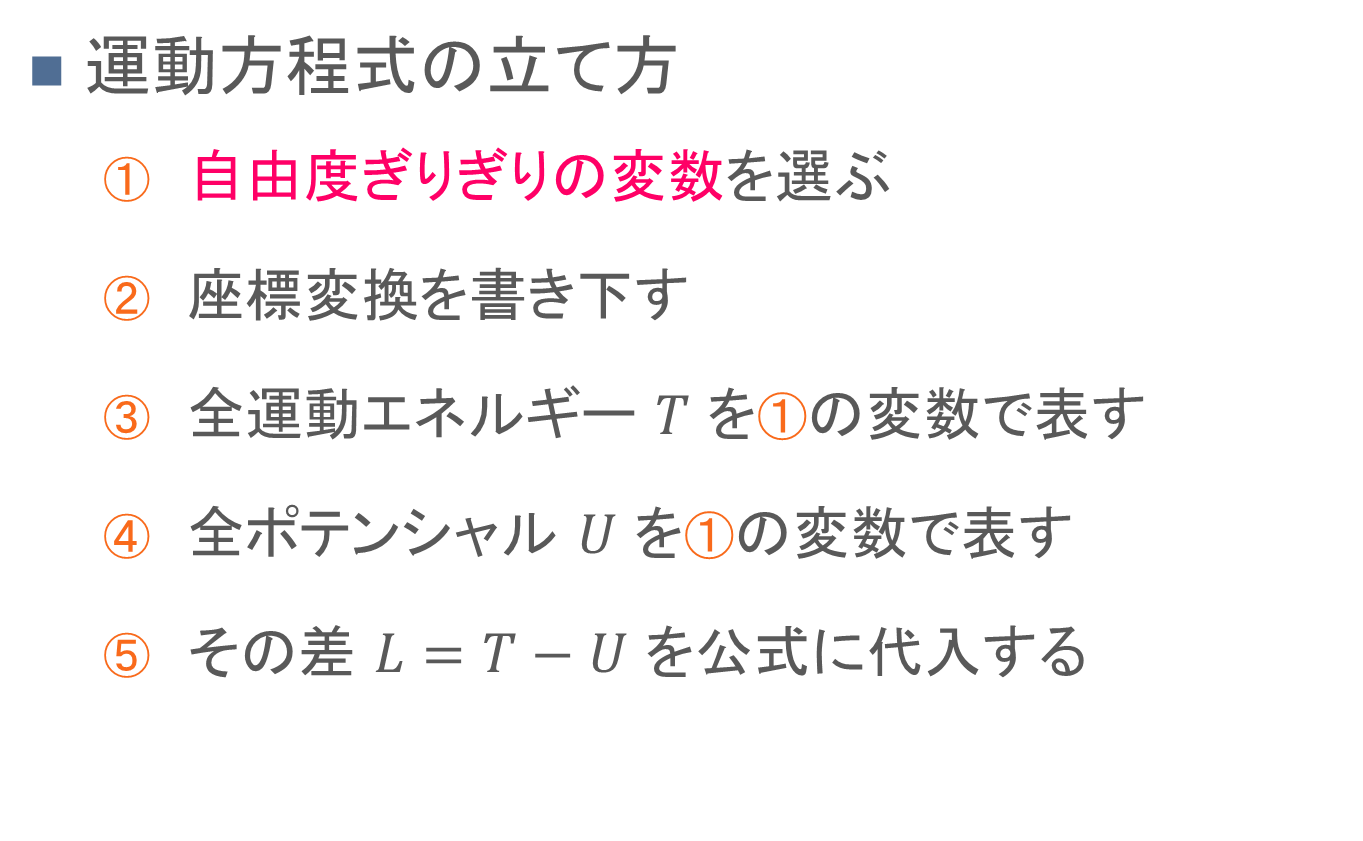 ■ 運動方程式の立て方
① 自由度ぎりぎりの変数を選ぶ
② 座標変換を書き下す
③ 全運動エネルギー T を①の変数で表す
④ 全ポテンシャル U を①の変数で表す
⑤ その差 L = T − U を公式に代入する